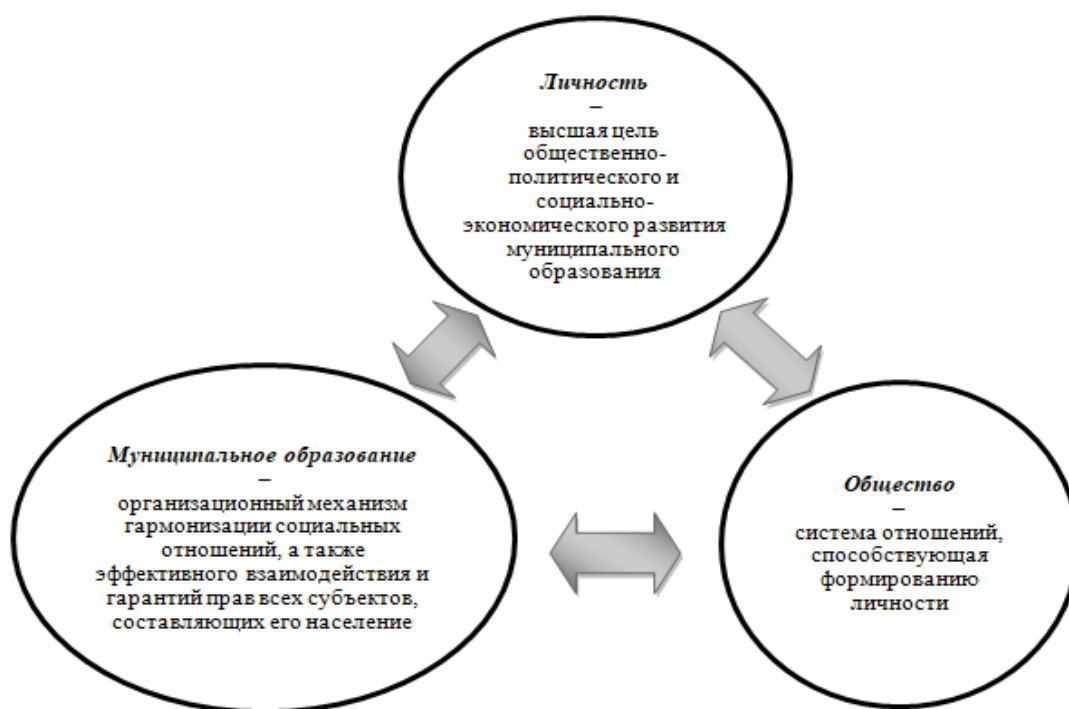 Личность
–
высшая цель
общественно-
политического и
социально-
экономического развития
муниципального
образования
Муниципальное образование
–
организационный механизм
гармонизации социальных
отношений, а также
эффективного взаимодействия и
гарантий прав всех субъектов,
составляющих его население
Общество
–
система отношений,
способствующая
формированию
личности